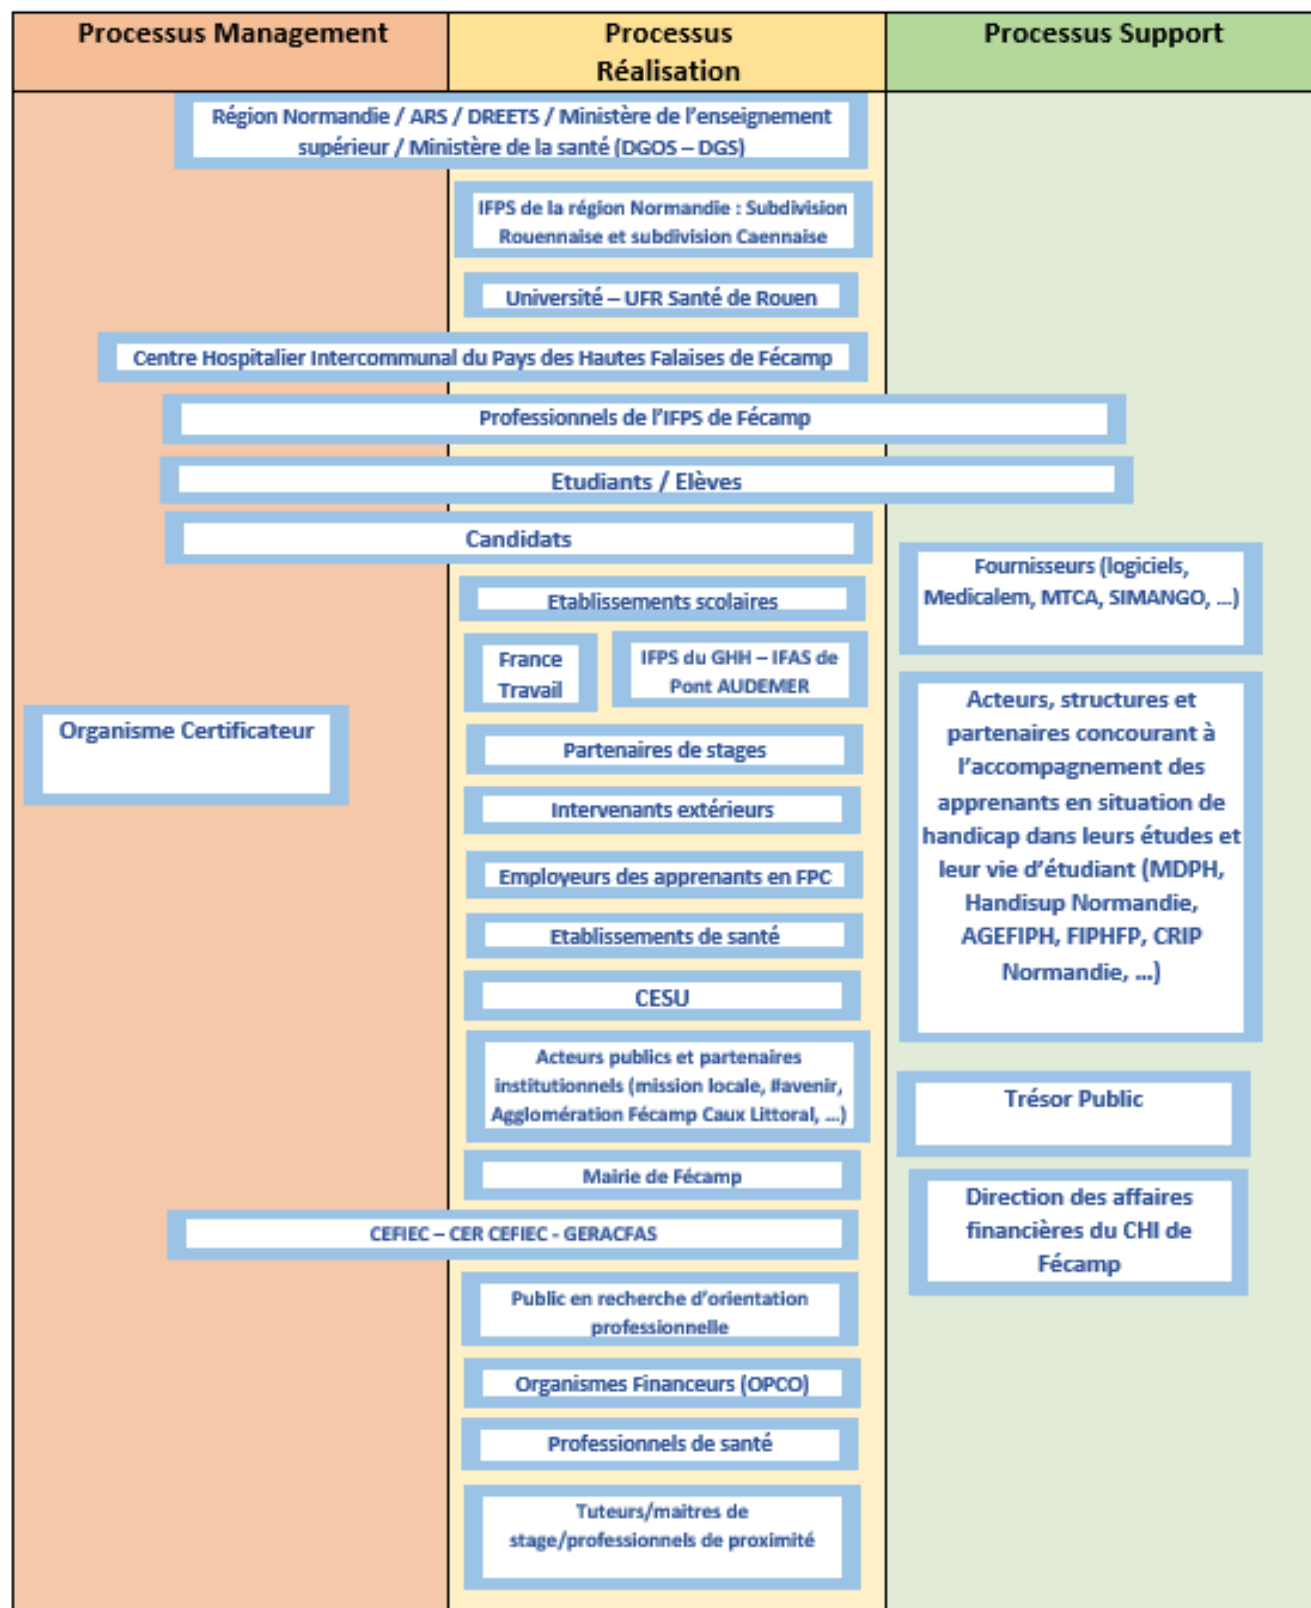 Processus Management
Processus
Réalisation
Processus Support
Région Normandie / ARS / DREETS / Ministère de l'enseignement
supérieur / Ministère de la santé (DGOS – DGS)
IFPS de la région Normandie : Subdivision
Rouennaise et subdivision Caennaise
Université – UFR Santé de Rouen
Centre Hospitalier Intercommunal du Pays des Hautes Falaises de Fécamp
Professionnels de l'IFPS de Fécamp
Etudiants / Elèves
Candidats
Etablissements scolaires
France
Travail
IFPS du GHH – IFAS de
Pont AUDEMER
Organisme Certificateur
Partenaires de stages
Intervenants extérieurs
Employeurs des apprenants en FPC
Etablissements de santé
CESU
Acteurs publics et partenaires
institutionnels (mission locale, #avenir,
Agglomération Fécamp Caux Littoral, …)
Mairie de Fécamp
CEFIEC – CER CEFIEC - GERACFAS
Public en recherche d'orientation
professionnelle
Organismes Financeurs (OPCO)
Professionnels de santé
Tuteurs/maitres de
stage/professionnels de proximité
Fournisseurs (logiciels,
Medicalem, MTCA, SIMANGO, …)
Acteurs, structures et
partenaires concourant à
l'accompagnement des
apprenants en situation de
handicap dans leurs études et
leur vie d'étudiant (MDPH,
Handisup Normandie,
AGEFIPH, FIPHFP, CRIP
Normandie, …)
Trésor Public
Direction des affaires
financières du CHI de
Fécamp